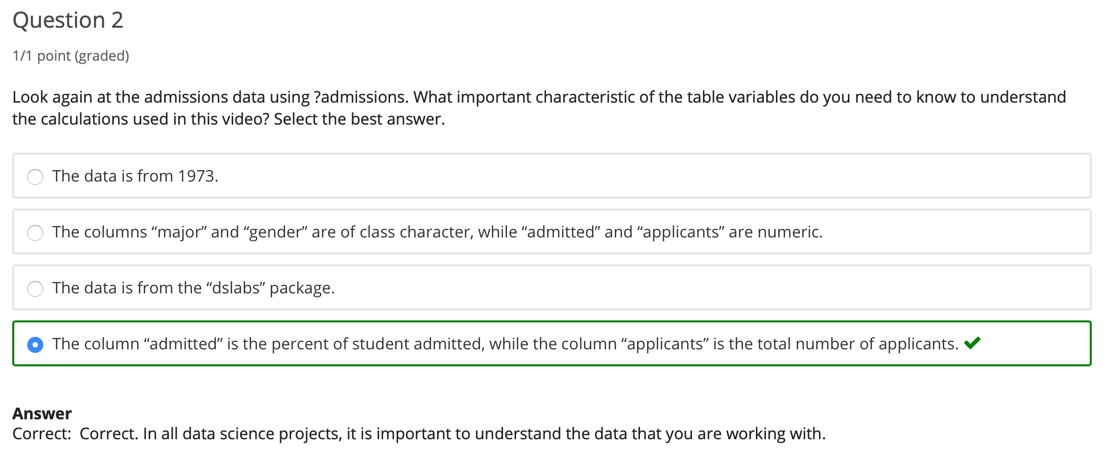 Question 2
1/1 point (graded)
Look again at the admissions data using ?admissions. What important characteristic of the table variables do you need to know to understand
the calculations used in this video? Select the best answer.
The data is from 1973.
The columns “major” and “gender” are of class character, while “admitted” and “applicants” are numeric.
The data is from the “dslabs” package.
The column “admitted” is the percent of student admitted, while the column “applicants” is the total number of applicants.
Answer
Correct: Correct. In all data science projects, it is important to understand the data that you are working with.